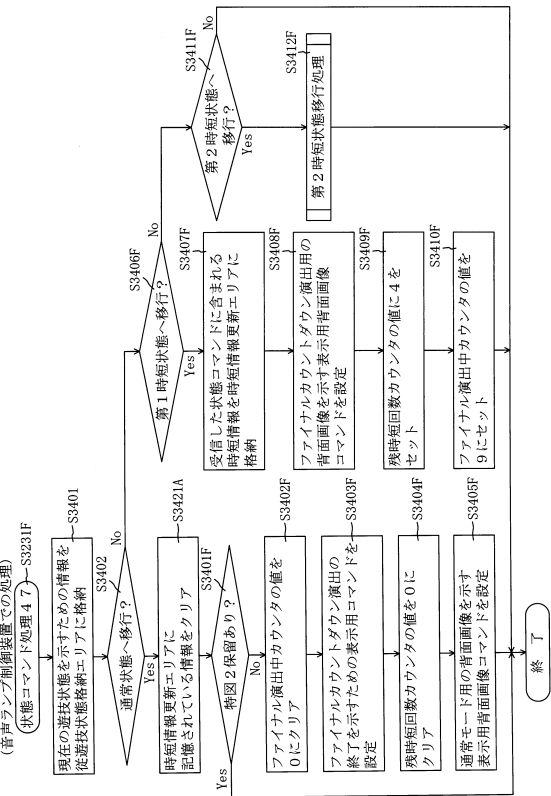 (音声ランプ制御装置での処理)
状態コマンド処理47
S3231F
現在の遊技状態を示すための情報を
従遊技状態格納エリアに格納
S3401
通常状態へ移行?
S3402
No
Yes
時短情報更新エリアに
記憶されている情報をクリア
S3421A
特図2保留あり?
S3401F
Yes
No
ファイナル演出中カウンタの値を
0にクリア
S3402F
ファイナルカウントダウン演出の
終了を示すための表示用コマンドを
設定
S3403F
残時短回数カウンタの値を0に
クリア
S3404F
通常モード用の背面画像を示す
表示用背面画像コマンドを設定
S3405F
第1時短状態へ移行?
S3406F
No
Yes
受信した状態コマンドに含まれる
時短情報を時短情報更新エリアに
格納
S3407F
ファイナルカウントダウン演出用の
背面画像を示す表示用背面画像
コマンドを設定
S3408F
残時短回数カウンタの値に4を
セット
S3409F
ファイナル演出中カウンタの値を
9にセット
S3410F
第2時短状態へ
移行?
S3411F
No
Yes
第2時短状態移行処理
S3412F
終了